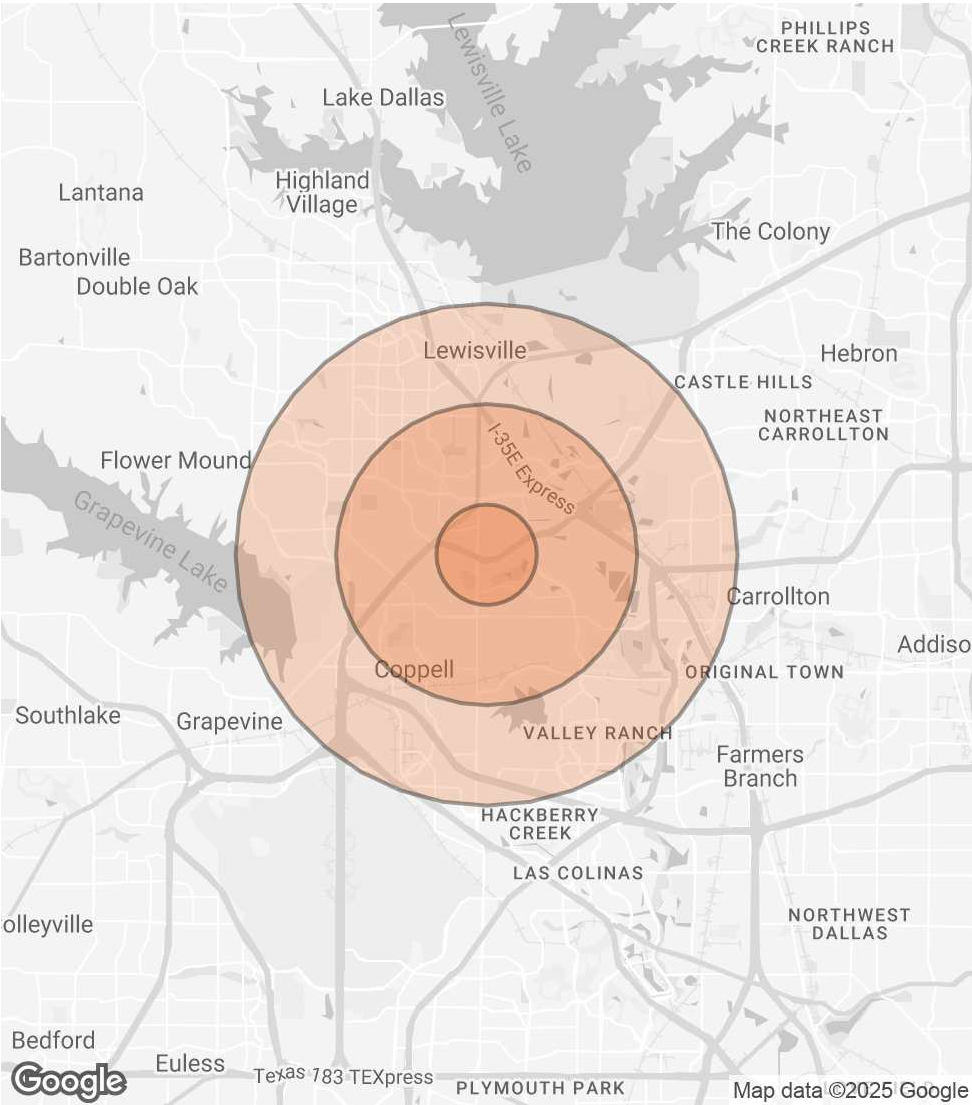 PHILLIPS
CREEK RANCH
Lewisville Lake
Lake Dallas
Highland
Village
Lantana
The Colony
Bartonville
Double Oak
Lewisville
Hebron
CASTLE HILLS
NORTHEAST
CARROLLTON
I-35E Express
Flower Mound
Grapevine Lake
Carrollton
Addiso
Coppell
ORIGINAL TOWN
Southlake
Grapevine
VALLEY RANCH
Farmers
Branch
HACKBERRY
CREEK
LAS COLINAS
olleyville
NORTHWEST
DALLAS
Bedford
Euless
Texas 183 TEXpress
PLYMOUTH PARK
Google
Map data ©2025 Google